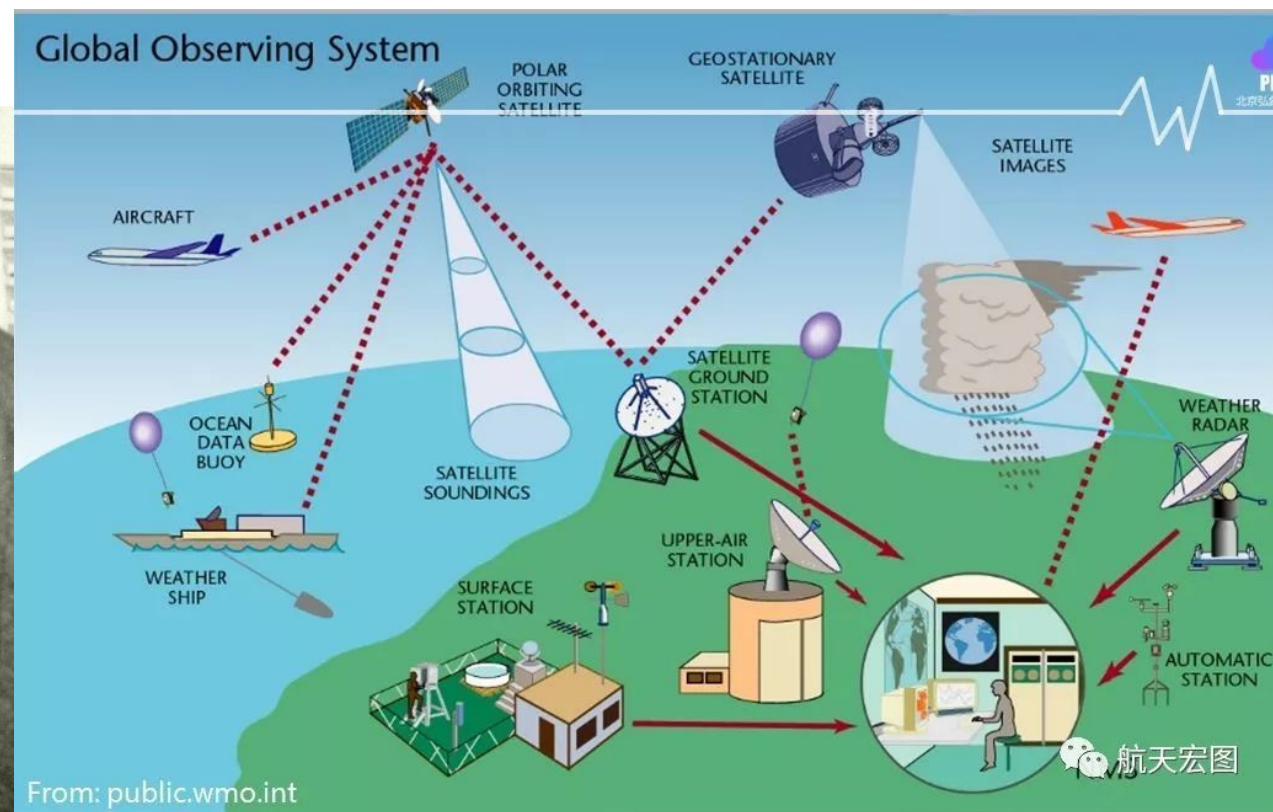 Global Observing System
POLAR
ORBITING
SATELLITE
GEOSTATIONARY
SATELLITE
SATELLITE
IMAGES
AIRCRAFT
OCEAN
DATA
BUOY
SATELLITE
SOUNDINGS
SATELLITE
GROUND
STATION
WEATHER
RADAR
WEATHER
SHIP
SURFACE
STATION
UPPER-AIR
STATION
AUTOMATIC
STATION
航天宏图
From: public.wmo.int